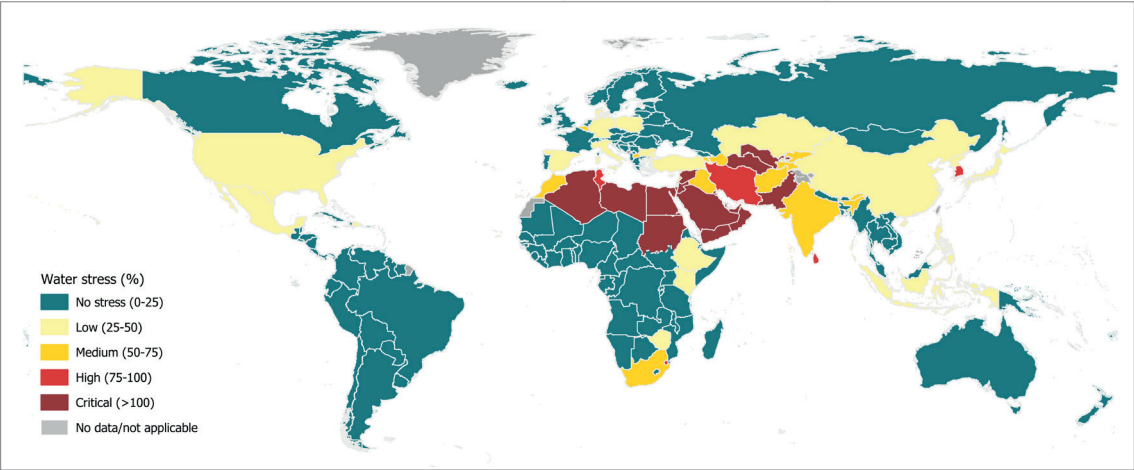 Water stress (%)
No stress (0-25)
Low (25-50)
Medium (50-75)
High (75-100)
Critical (>100)
No data/not applicable